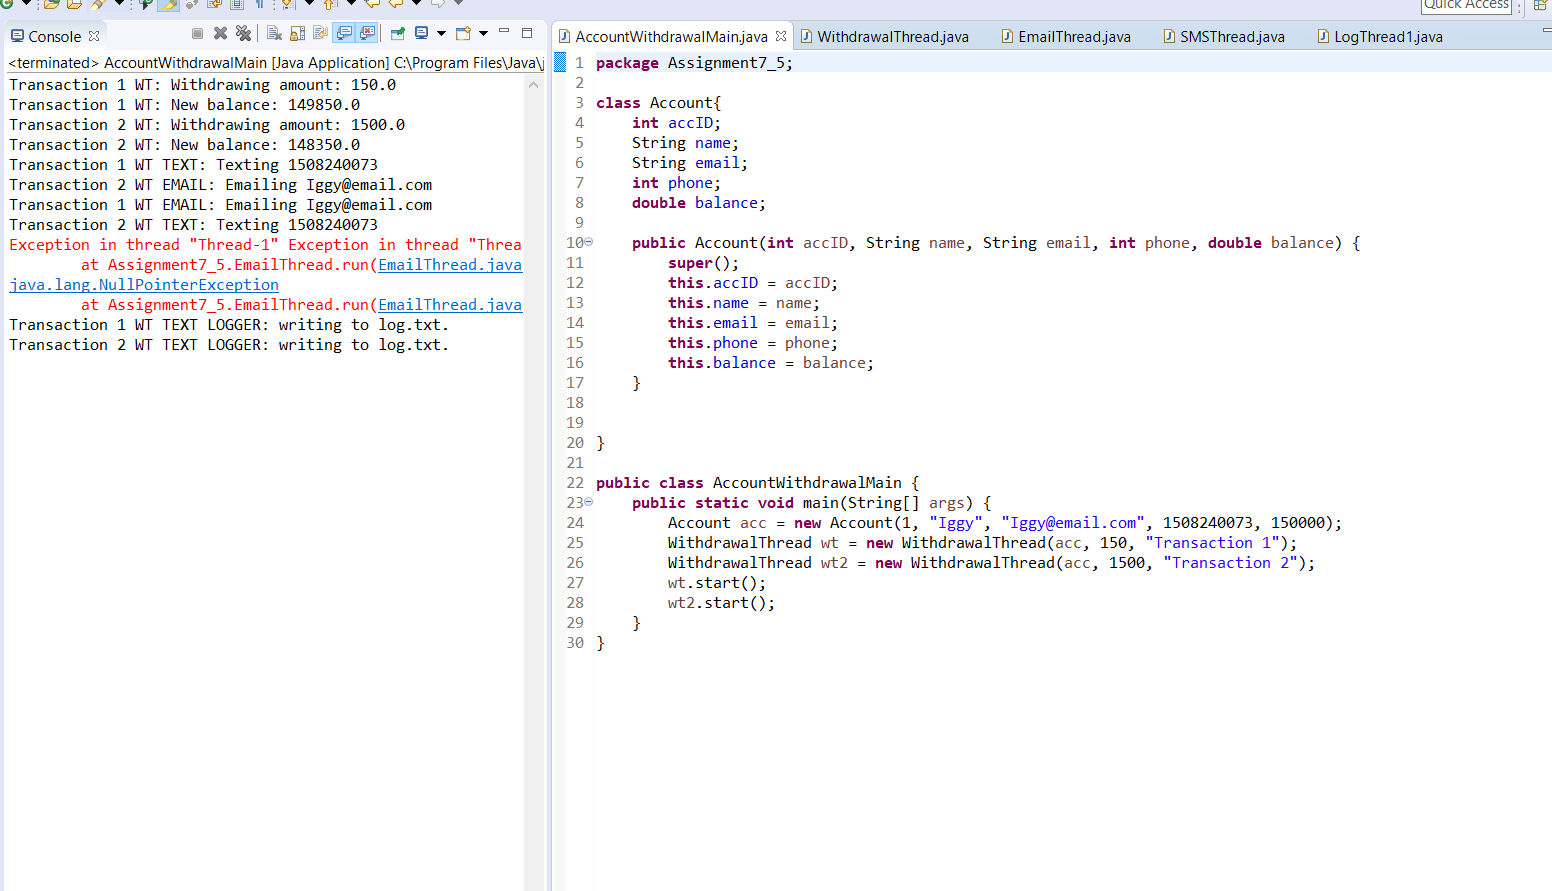 Quick Access
Console
<terminated> AccountWithdrawalMain [Java Application] C:\Program Files\Java\j
Transaction 1 WT: Withdrawing amount: 150.0
Transaction 1 WT: New balance: 149850.0
Transaction 2 WT: Withdrawing amount: 1500.0
Transaction 2 WT: New balance: 148350.0
Transaction 1 WT TEXT: Texting 1508240073
Transaction 2 WT EMAIL: Emailing Iggy@email.com
Transaction 1 WT EMAIL: Emailing Iggy@email.com
Transaction 2 WT TEXT: Texting 1508240073
Exception in thread "Thread-1" Exception in thread "Threa
at Assignment7_5.EmailThread.run(EmailThread.java
java.lang.NullPointerException
at Assignment7_5.EmailThread.run(EmailThread.java
Transaction 1 WT TEXT LOGGER: writing to log.txt.
Transaction 2 WT TEXT LOGGER: writing to log.txt.
AccountWithdrawalMain.java WithdrawalThread.java EmailThread.java SMSThread.java LogThread1.java
1 package Assignment7_5;
2
3 class Account{
4 int accID;
5 String name;
6 String email;
7 int phone;
8 double balance;
9
10 public Account(int accID, String name, String email, int phone, double balance) {
11 super();
12 this.accID = accID;
13 this.name = name;
14 this.email = email;
15 this.phone = phone;
16 this.balance = balance;
17 }
18
19
20 }
21
22 public class AccountWithdrawalMain {
23 public static void main(String[] args) {
24 Account acc = new Account(1, "Iggy", "Iggy@email.com", 1508240073, 150000);
25 WithdrawalThread wt = new WithdrawalThread(acc, 150, "Transaction 1");
26 WithdrawalThread wt2 = new WithdrawalThread(acc, 1500, "Transaction 2");
27 wt.start();
28 wt2.start();
29 }
30 }